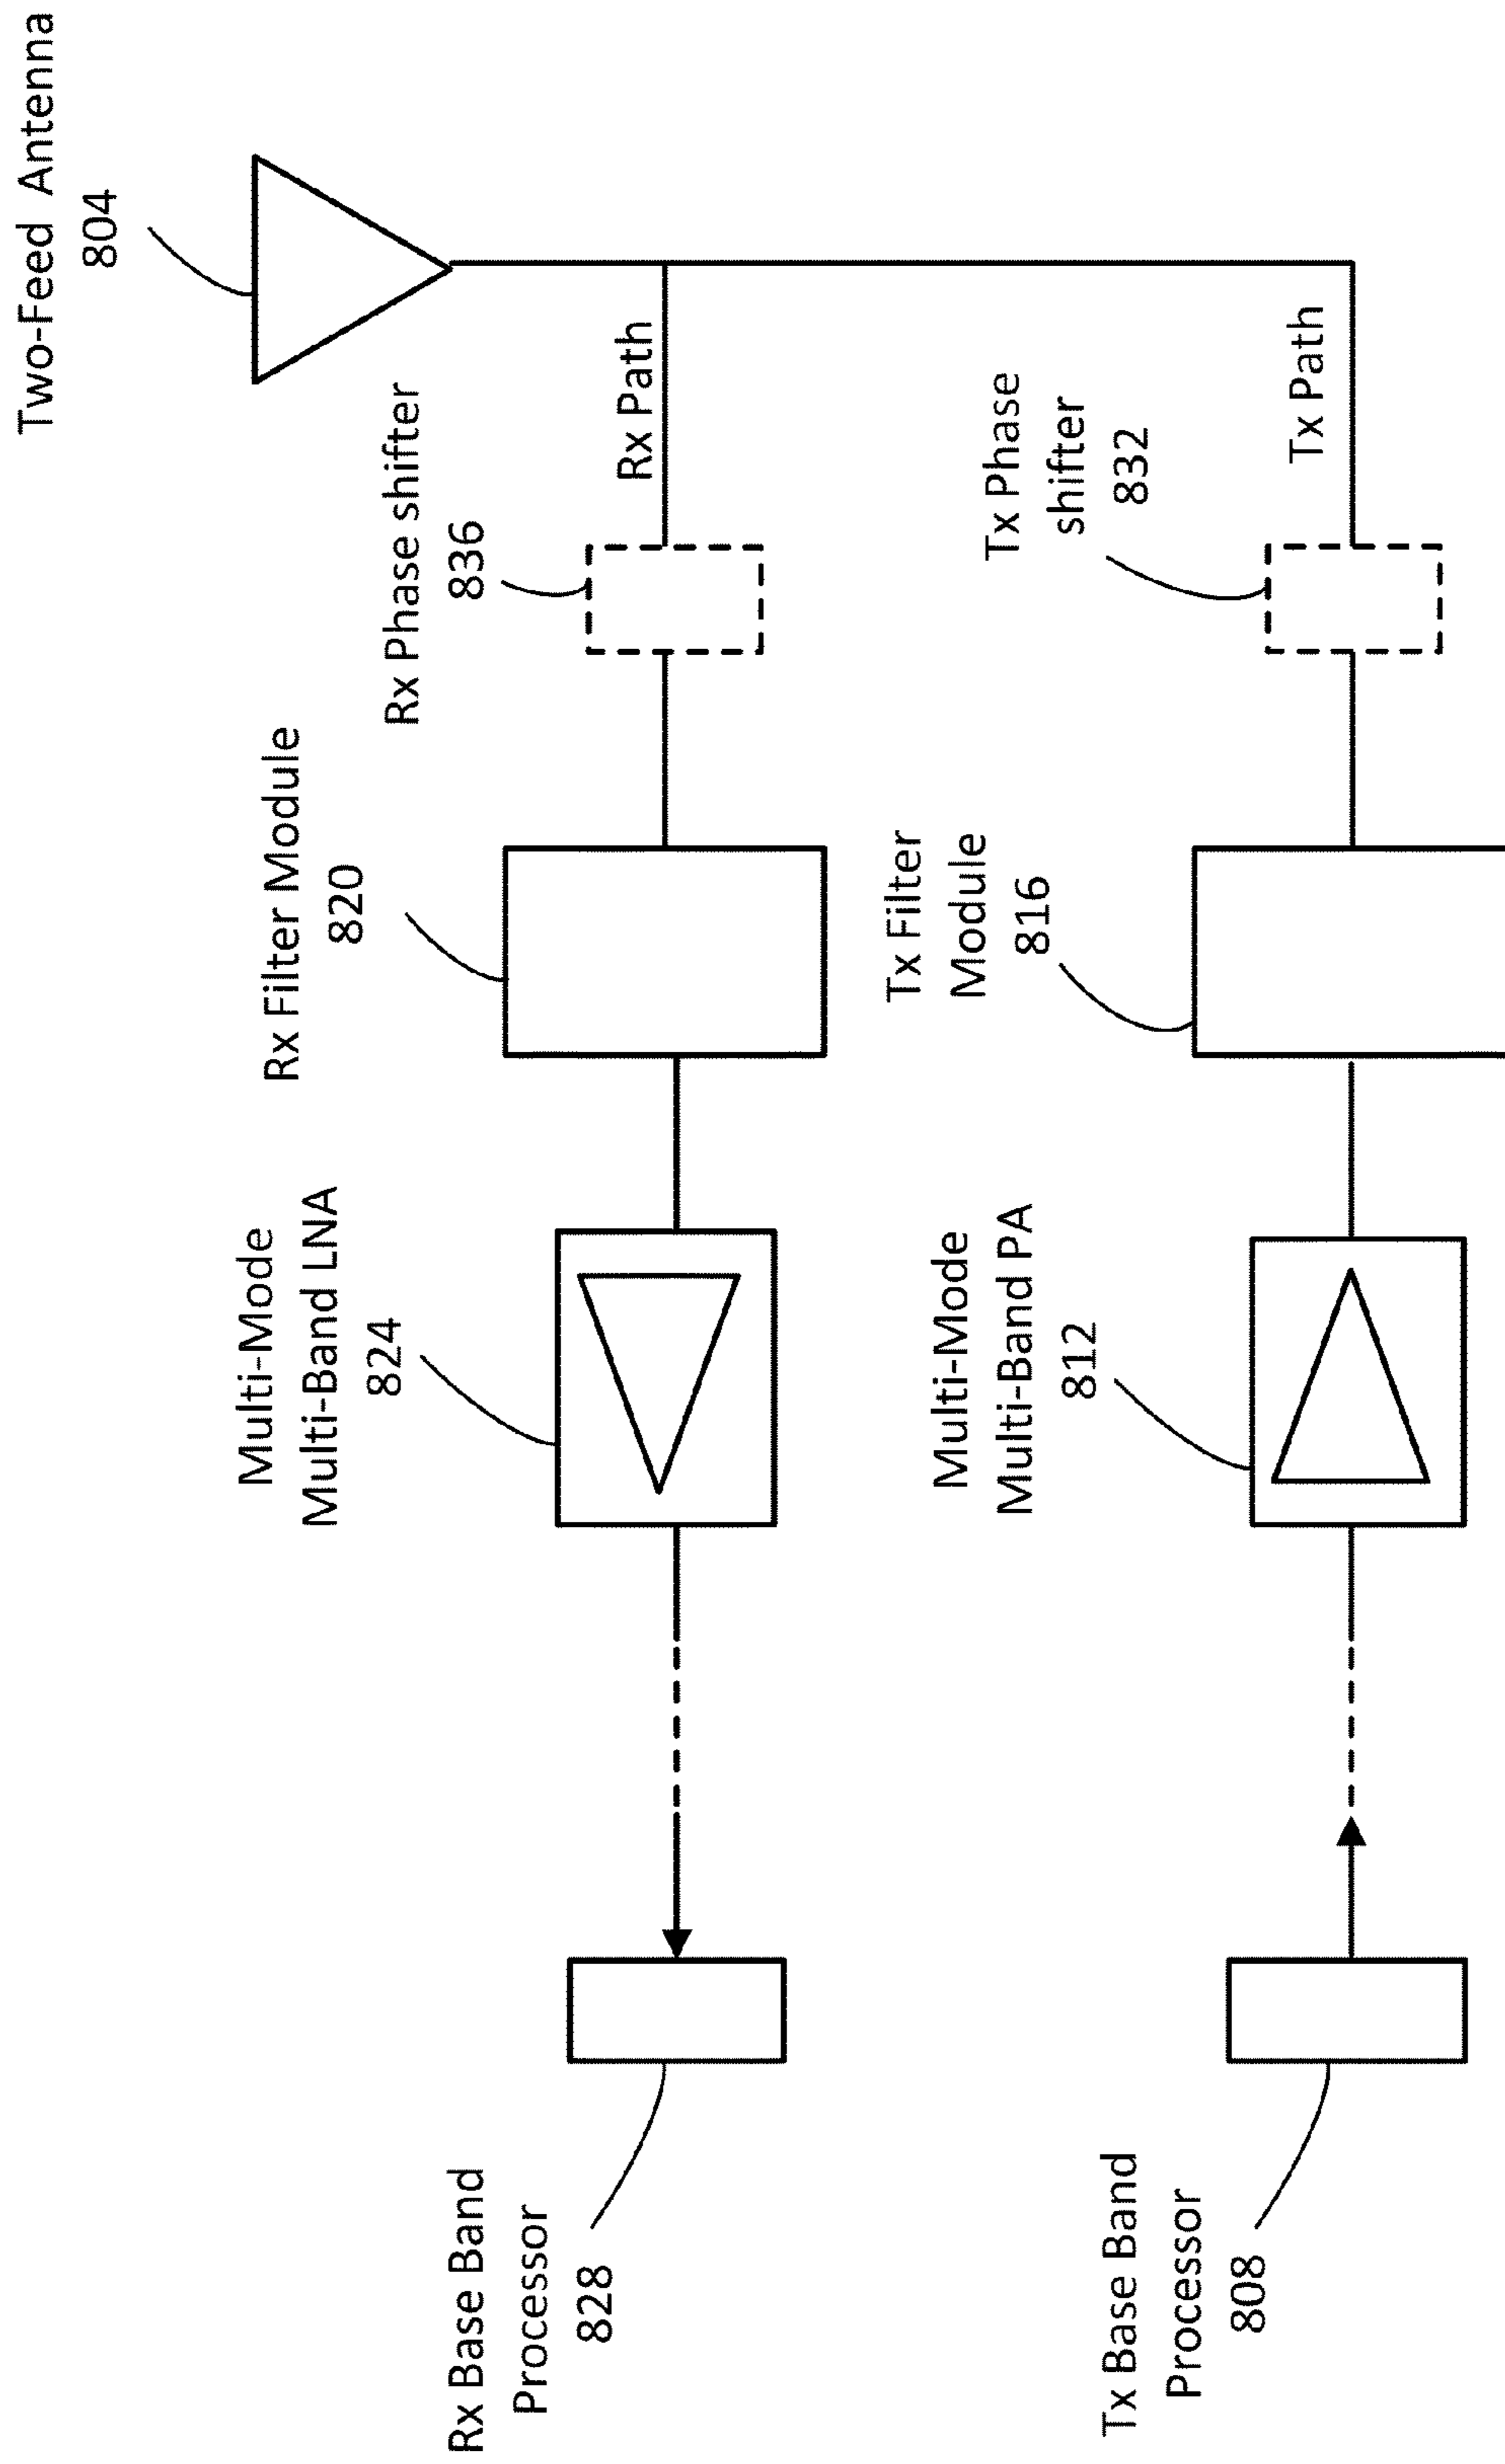 Two-Feed Antenna
804
Rx Phase shifter
836
Rx Path
Rx Filter Module
820
Multi-Mode
Multi-Band LNA
824
Rx Base Band
Processor
828
Tx Phase
shifter
832
Tx Path
Tx Filter
Module
816
Multi-Mode
Multi-Band PA
812
Tx Base Band
Processor
808